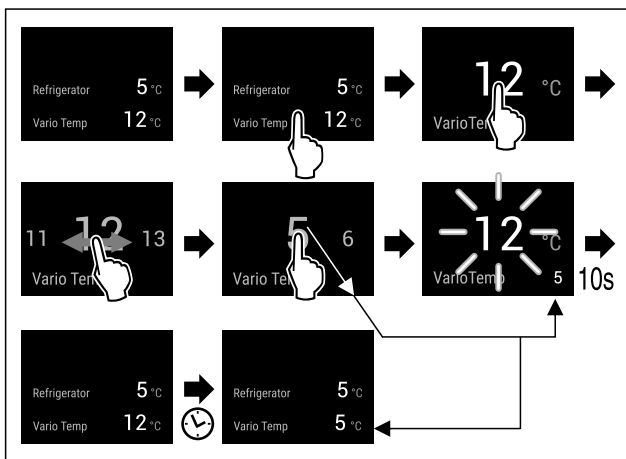 Refrigerator 5 °C
Vario Temp 12 °C
Refrigerator 5 °C
Vario Temp 12 °C
12 °C
VarioTemp
11 12 13
Vario Temp
5 6
Vario Temp
12 °C
VarioTemp 5
10s
Refrigerator 5 °C
Vario Temp 12 °C
Refrigerator 5 °C
Vario Temp 5 °C